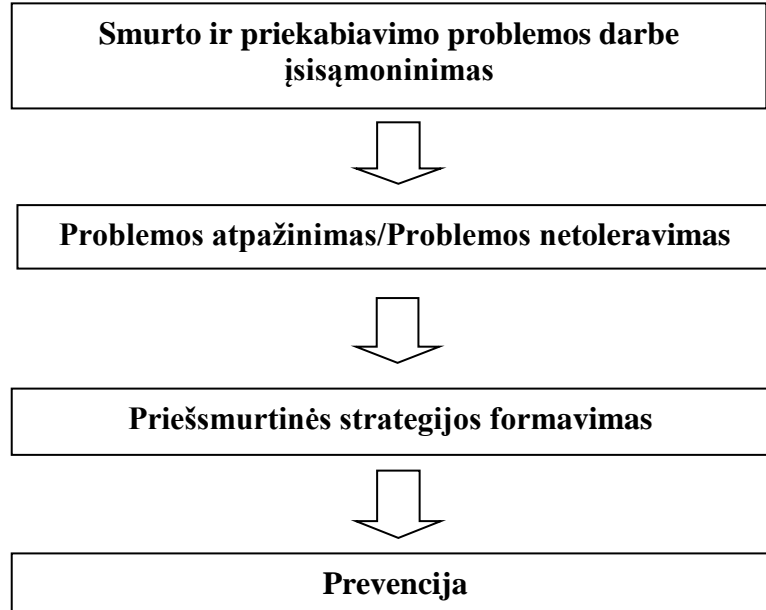 Smurto ir priekabiavimo problemos darbe
įsisąmoninimas
Problemos atpažinimas/Problemos netoleravimas
Priešsmurtinės strategijos formavimas
Prevencija